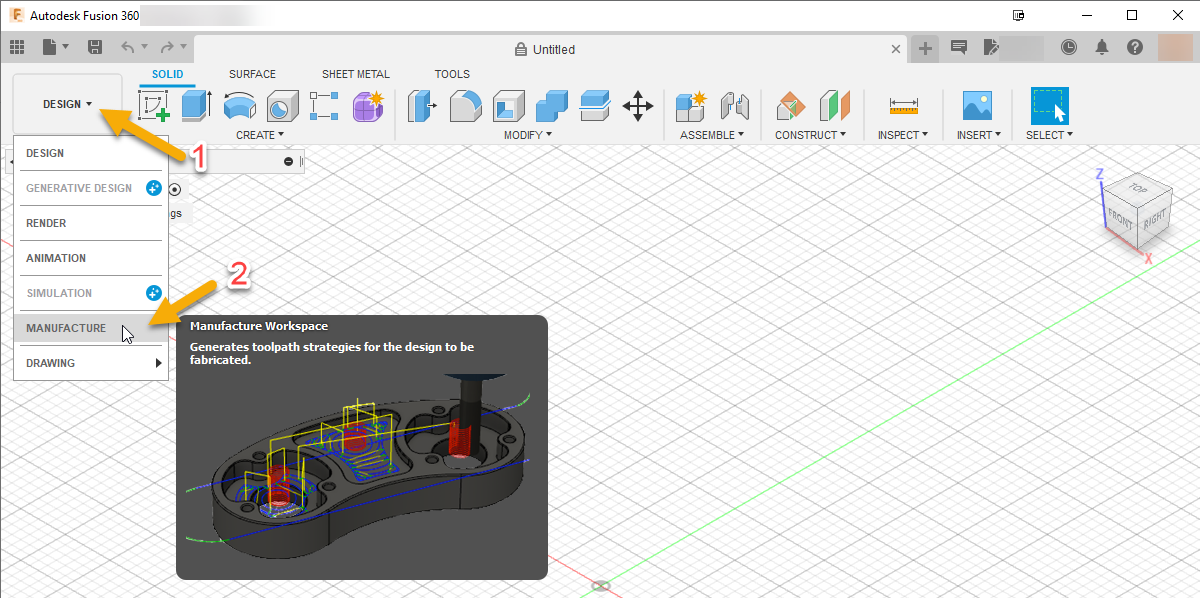 Autodesk Fusion 360
Untitled
DESIGN
SOLID
SURFACE
SHEET METAL
TOOLS
CREATE
MODIFY
ASSEMBLE
CONSTRUCT
INSPECT
INSERT
SELECT
1
DESIGN
GENERATIVE DESIGN
gs
RENDER
ANIMATION
SIMULATION
MANUFACTURE
DRAWING
2
Manufacture Workspace
Generates toolpath strategies for the design to be
fabricated.
Z
TOP
FRONT
RIGHT
X